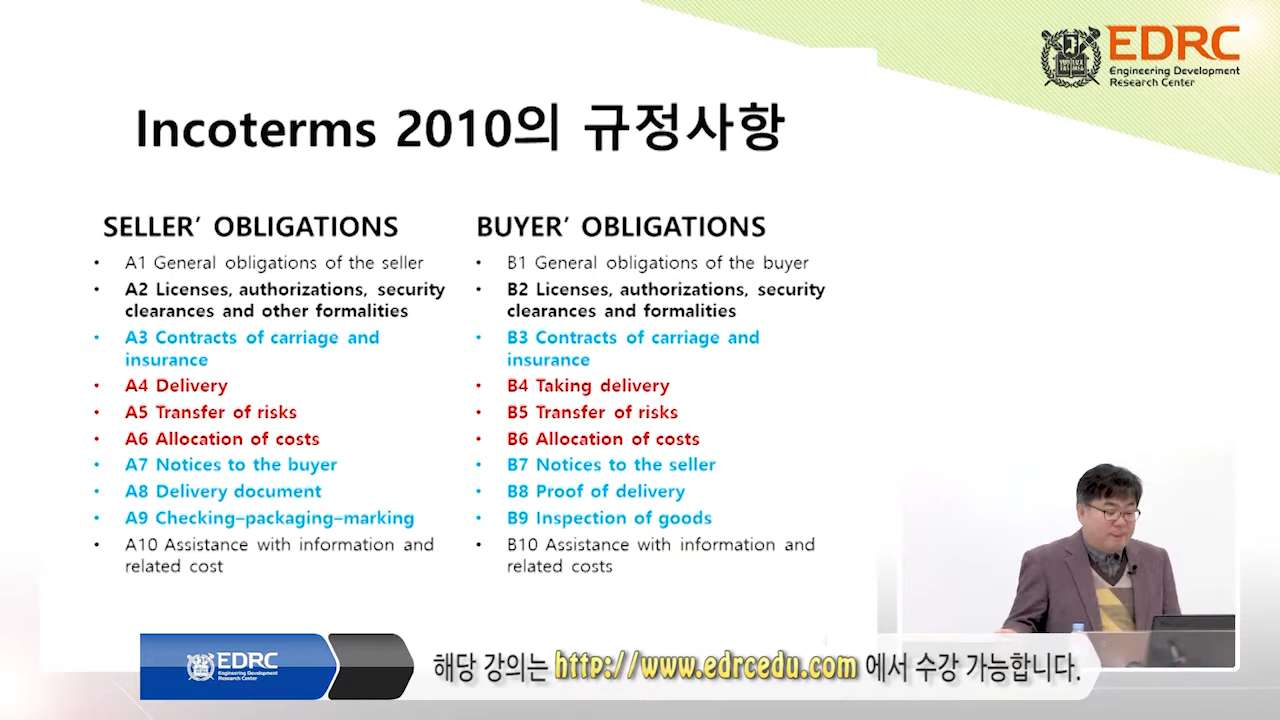 EDRC
Engineering Development
Research Center
Incoterms 2010의 규정사항
SELLER’ OBLIGATIONS
• A1 General obligations of the seller
• A2 Licenses, authorizations, security
clearances and other formalities
• A3 Contracts of carriage and
insurance
• A4 Delivery
• A5 Transfer of risks
• A6 Allocation of costs
• A7 Notices to the buyer
• A8 Delivery document
• A9 Checking–packaging–marking
• A10 Assistance with information and
related cost
BUYER’ OBLIGATIONS
• B1 General obligations of the buyer
• B2 Licenses, authorizations, security
clearances and formalities
• B3 Contracts of carriage and
insurance
• B4 Taking delivery
• B5 Transfer of risks
• B6 Allocation of costs
• B7 Notices to the seller
• B8 Proof of delivery
• B9 Inspection of goods
• B10 Assistance with information and
related costs
4
EDRC
Engineering Development
Research Center
해당 강의는 http://www.edrcedu.com 에서 수강 가능합니다.